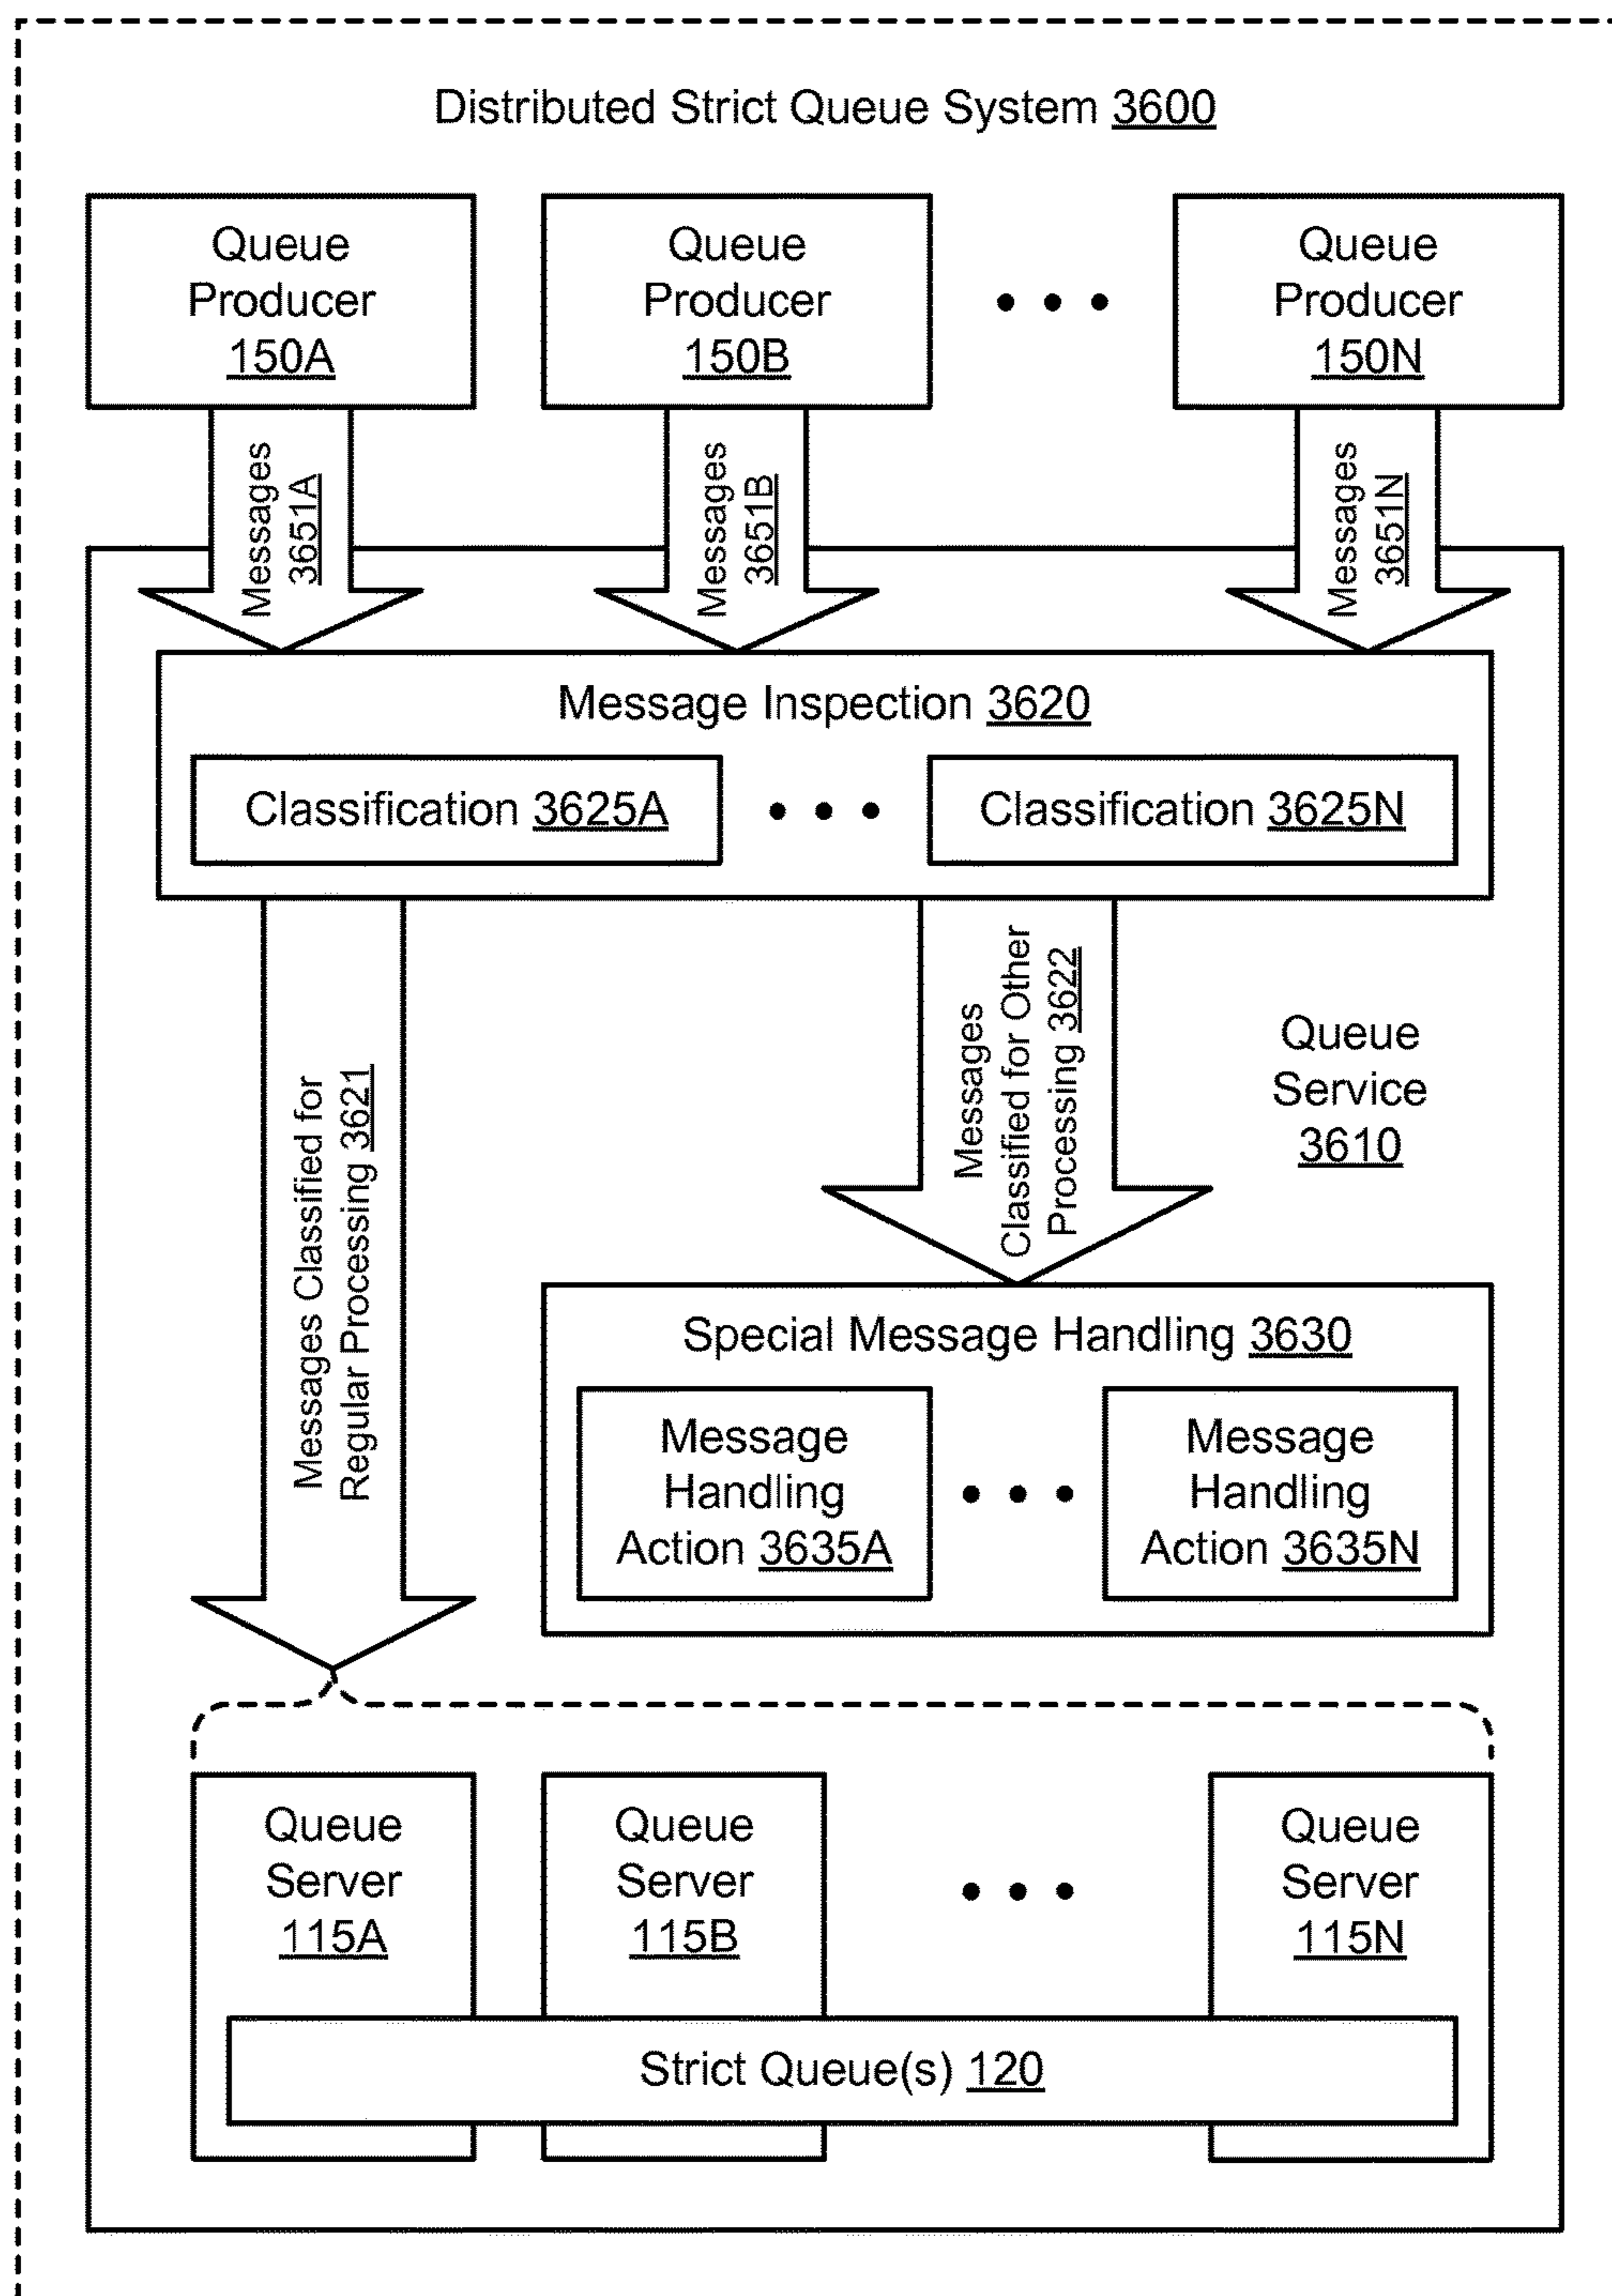 Distributed Strict Queue System 3600
Queue
Producer
150A
Queue
Producer
150B
Queue
Producer
150N
Messages
3651A
Messages
3651B
Messages
3651N
Message Inspection 3620
Classification 3625A
Classification 3625N
Messages Classified for
Regular Processing 3621
Messages
Classified for Other
Processing 3622
Queue
Service
3610
Special Message Handling 3630
Message
Handling
Action 3635A
Message
Handling
Action 3635N
Queue
Server
115A
Queue
Server
115B
Queue
Server
115N
Strict Queue(s) 120